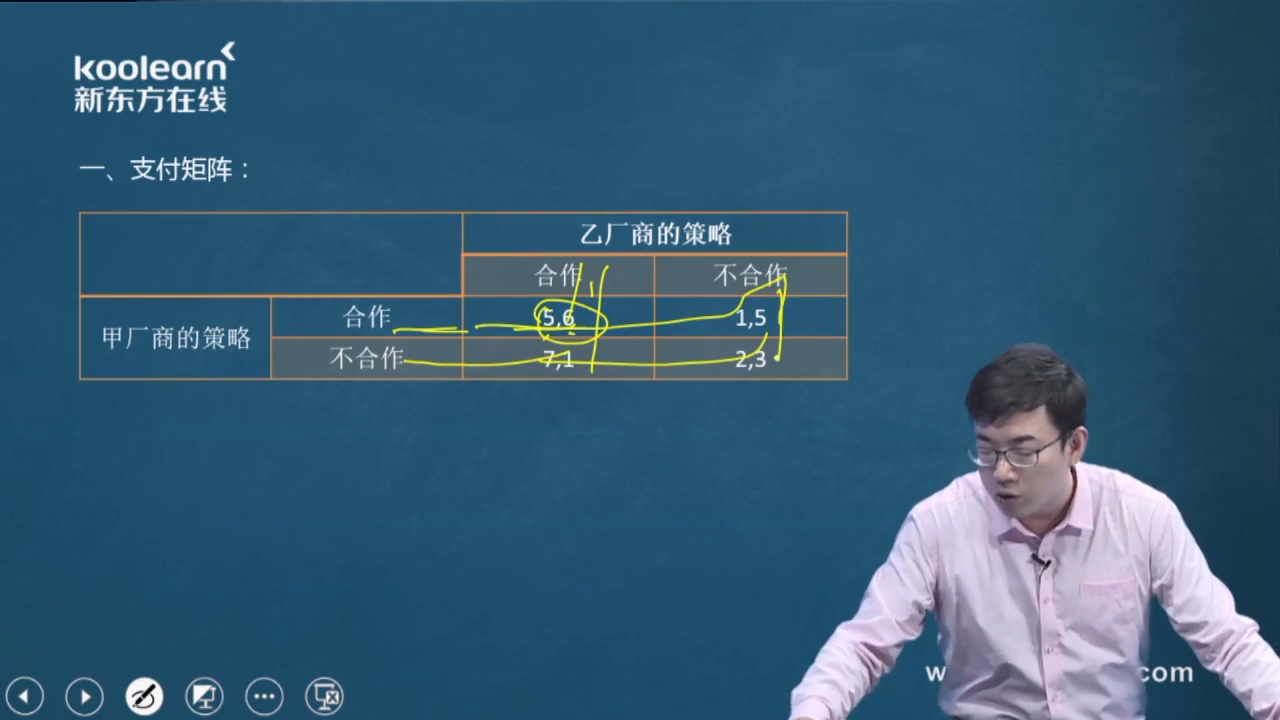 koolearn
新东方在线
一、支付矩阵：
乙厂商的策略
合作 不合作
甲厂商的策略
合作 5,6 1,5
不合作 7,1 2,3
w
com